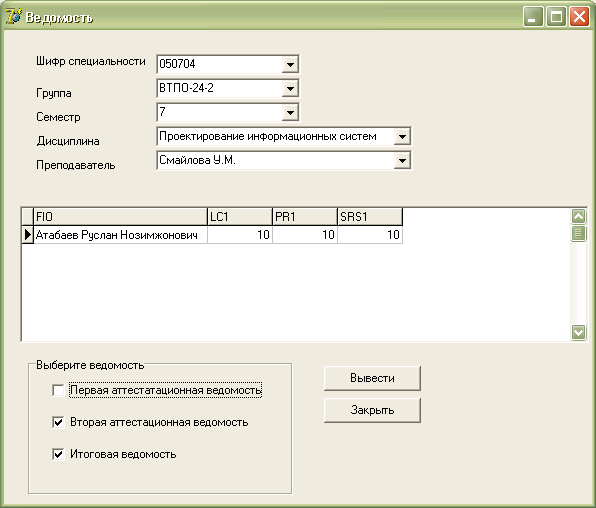 Ведомость
Шифр специальности 050704
Группа ВТПО-24-2
Семестр 7
Дисциплина Проектирование информационных систем
Преподаватель Смайлова У.М.
FIO LC1 PR1 SRS1
Атабаев Руслан Нозимжонович 10 10 10
Выберите ведомость
Первая аттестатационная ведомость
Вторая аттестационная ведомость
Итоговая ведомость
Вывести
Закрыть